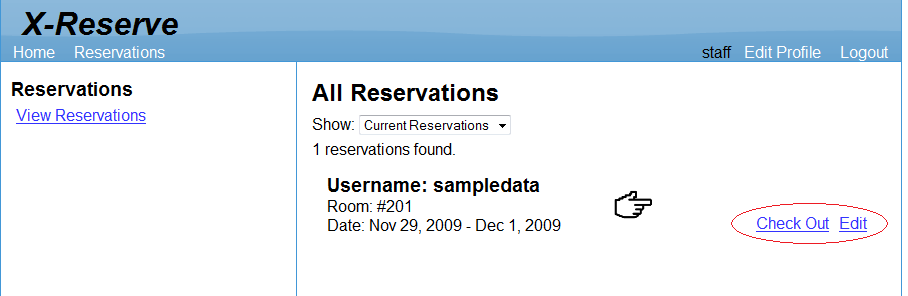 X-Reserve
Home Reservations staff Edit Profile Logout
Reservations
View Reservations
All Reservations
Show: Current Reservations
1 reservations found.
Username: sampledata
Room: #201
Date: Nov 29, 2009 - Dec 1, 2009
Check Out Edit